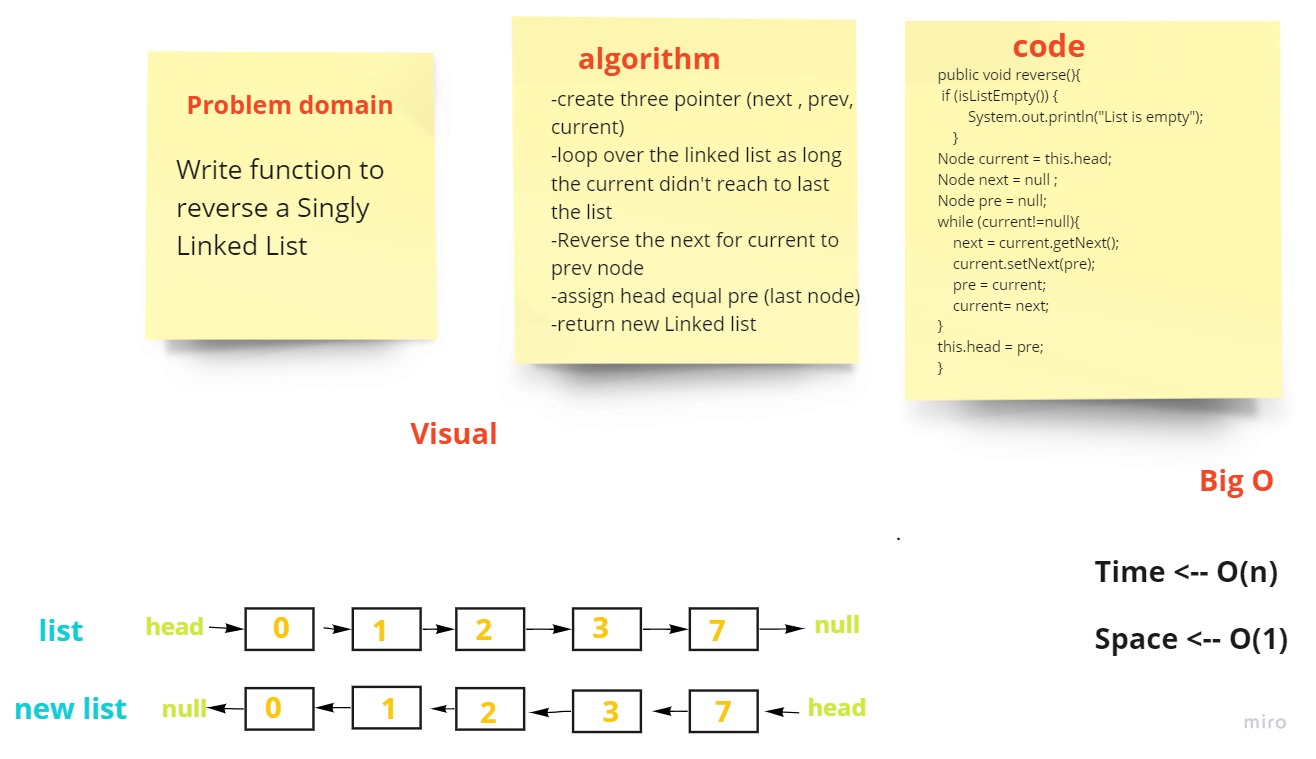 Problem domain
Write function to
reverse a Singly
Linked List
algorithm
-create three pointer (next , prev,
current)
-loop over the linked list as long
the current didn't reach to last
the list
-Reverse the next for current to
prev node
-assign head equal pre (last node)
-return new Linked list
code
public void reverse(){
if (isListEmpty()) {
System.out.println("List is empty");
}
Node current = this.head;
Node next = null ;
Node pre = null;
while (current!=null){
next = current.getNext();
current.setNext(pre);
pre = current;
current= next;
}
this.head = pre;
}
Visual
list head 0 1 2 3 7 null
new list null 0 1 2 3 7 head
Big O
Time <-- O(n)
Space <-- O(1)
miro